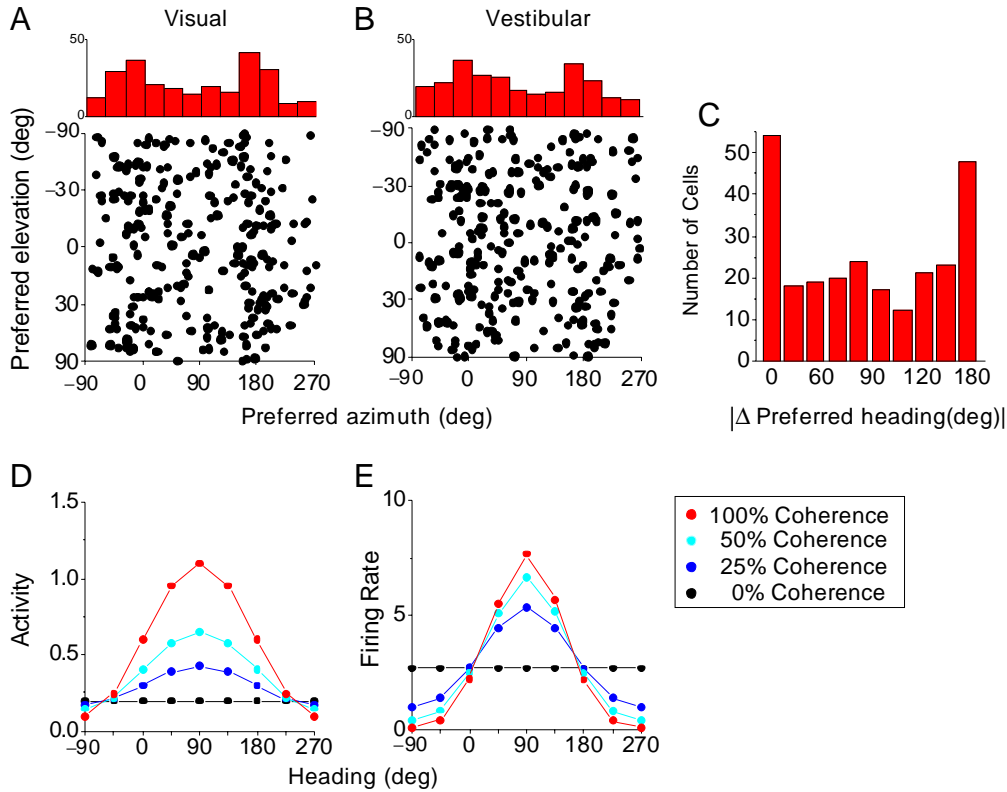 A
Visual
B
Vestibular
50
0
50
0
Preferred elevation (deg)
−90
−30
0
30
90
−90
−30
0
30
90
−90 0 90 180 270
−90 0 90 180 270
Preferred azimuth (deg)
C
Number of Cells
50
40
30
20
10
0
0 60 90 120 180
|Δ Preferred heading(deg)|
D
Activity
1.5
1.0
0.5
0.0
−90 0 90 180 270
E
Firing Rate
10
5
0
−90 0 90 180 270
Heading (deg)
100% Coherence
50% Coherence
25% Coherence
0% Coherence